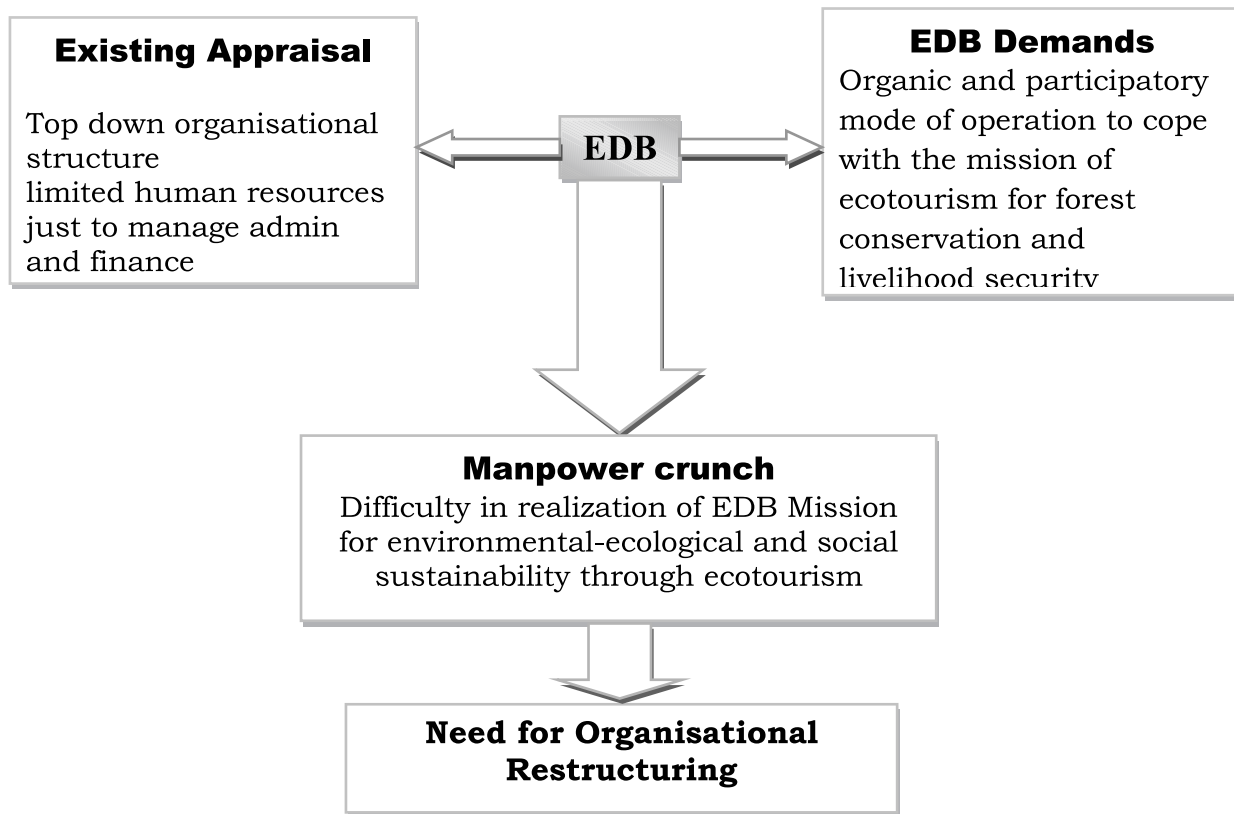 Existing Appraisal
Top down organisational
structure
limited human resources
just to manage admin
and finance
EDB
EDB Demands
Organic and participatory
mode of operation to cope
with the mission of
ecotourism for forest
conservation and
livelihood security
Manpower crunch
Difficulty in realization of EDB Mission
for environmental-ecological and social
sustainability through ecotourism
Need for Organisational
Restructuring